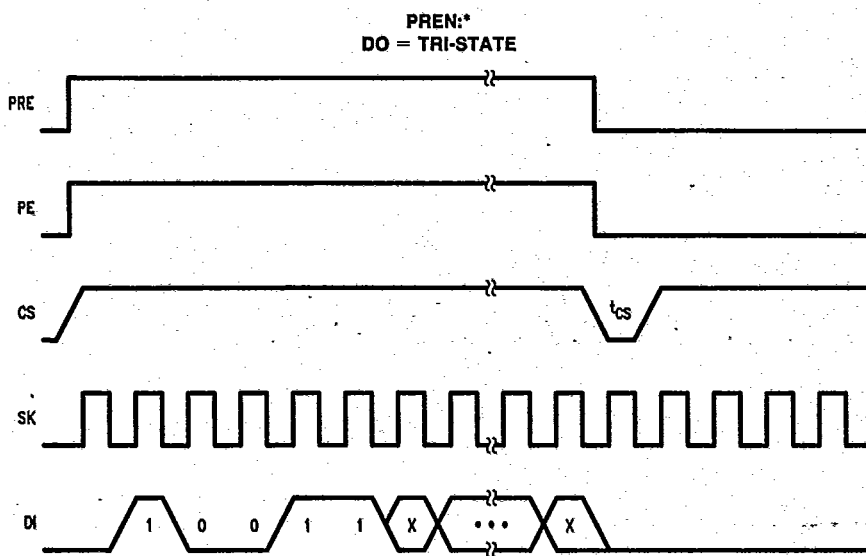 PREN:*
DO = TRI-STATE
PRE
PE
CS
tCS
SK
DI
1 0 0 1 1 X • • • X